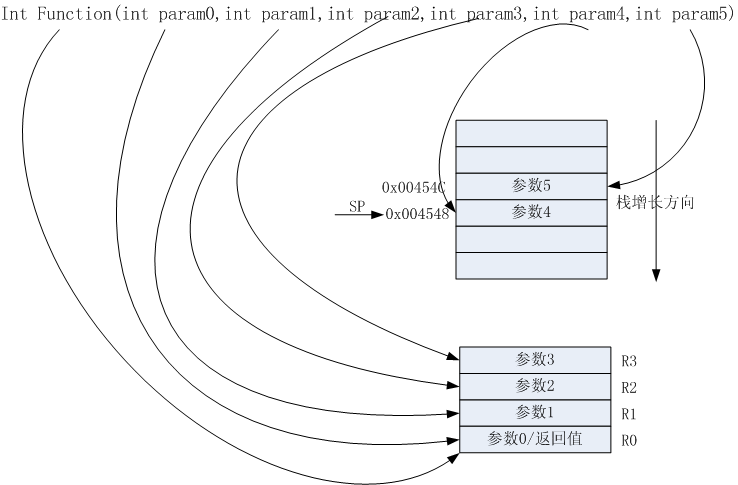 Int Function(int param0,int param1,int param2,int param3,int param4,int param5)
0x00454C
参数5
栈增长方向
SP
0x004548
参数4
参数3
R3
参数2
R2
参数1
R1
参数0/返回值
R0